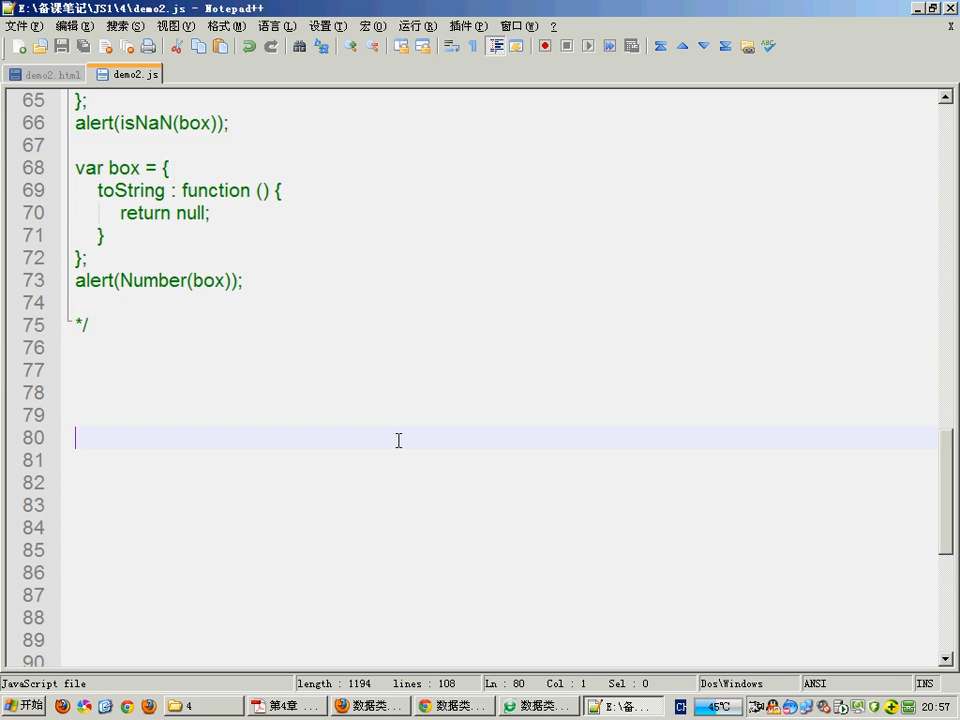 E:\备课笔记\JS1\4\demo2.js - Notepad++
文件(F) 编辑(E) 搜索(S) 视图(V) 格式(M) 语言(L) 设置(T) 宏(O) 运行(R) 插件(P) 窗口(W) ? X
demo2.html demo2.js
65 };
66 alert(isNaN(box));
67
68 var box = {
69 toString : function () {
70 return null;
71 }
72 };
73 alert(Number(box));
74
75 */
76
77
78
79
80
81
82
83
84
85
86
87
88
89
90
JavaScript file length : 1194 lines : 108 Ln : 80 Col : 1 Sel : 0 Dos\Windows ANSI INS
开始 4 第4章 ... 数据类... 数据类... 数据类... E:\备... CH 45℃ 20:57